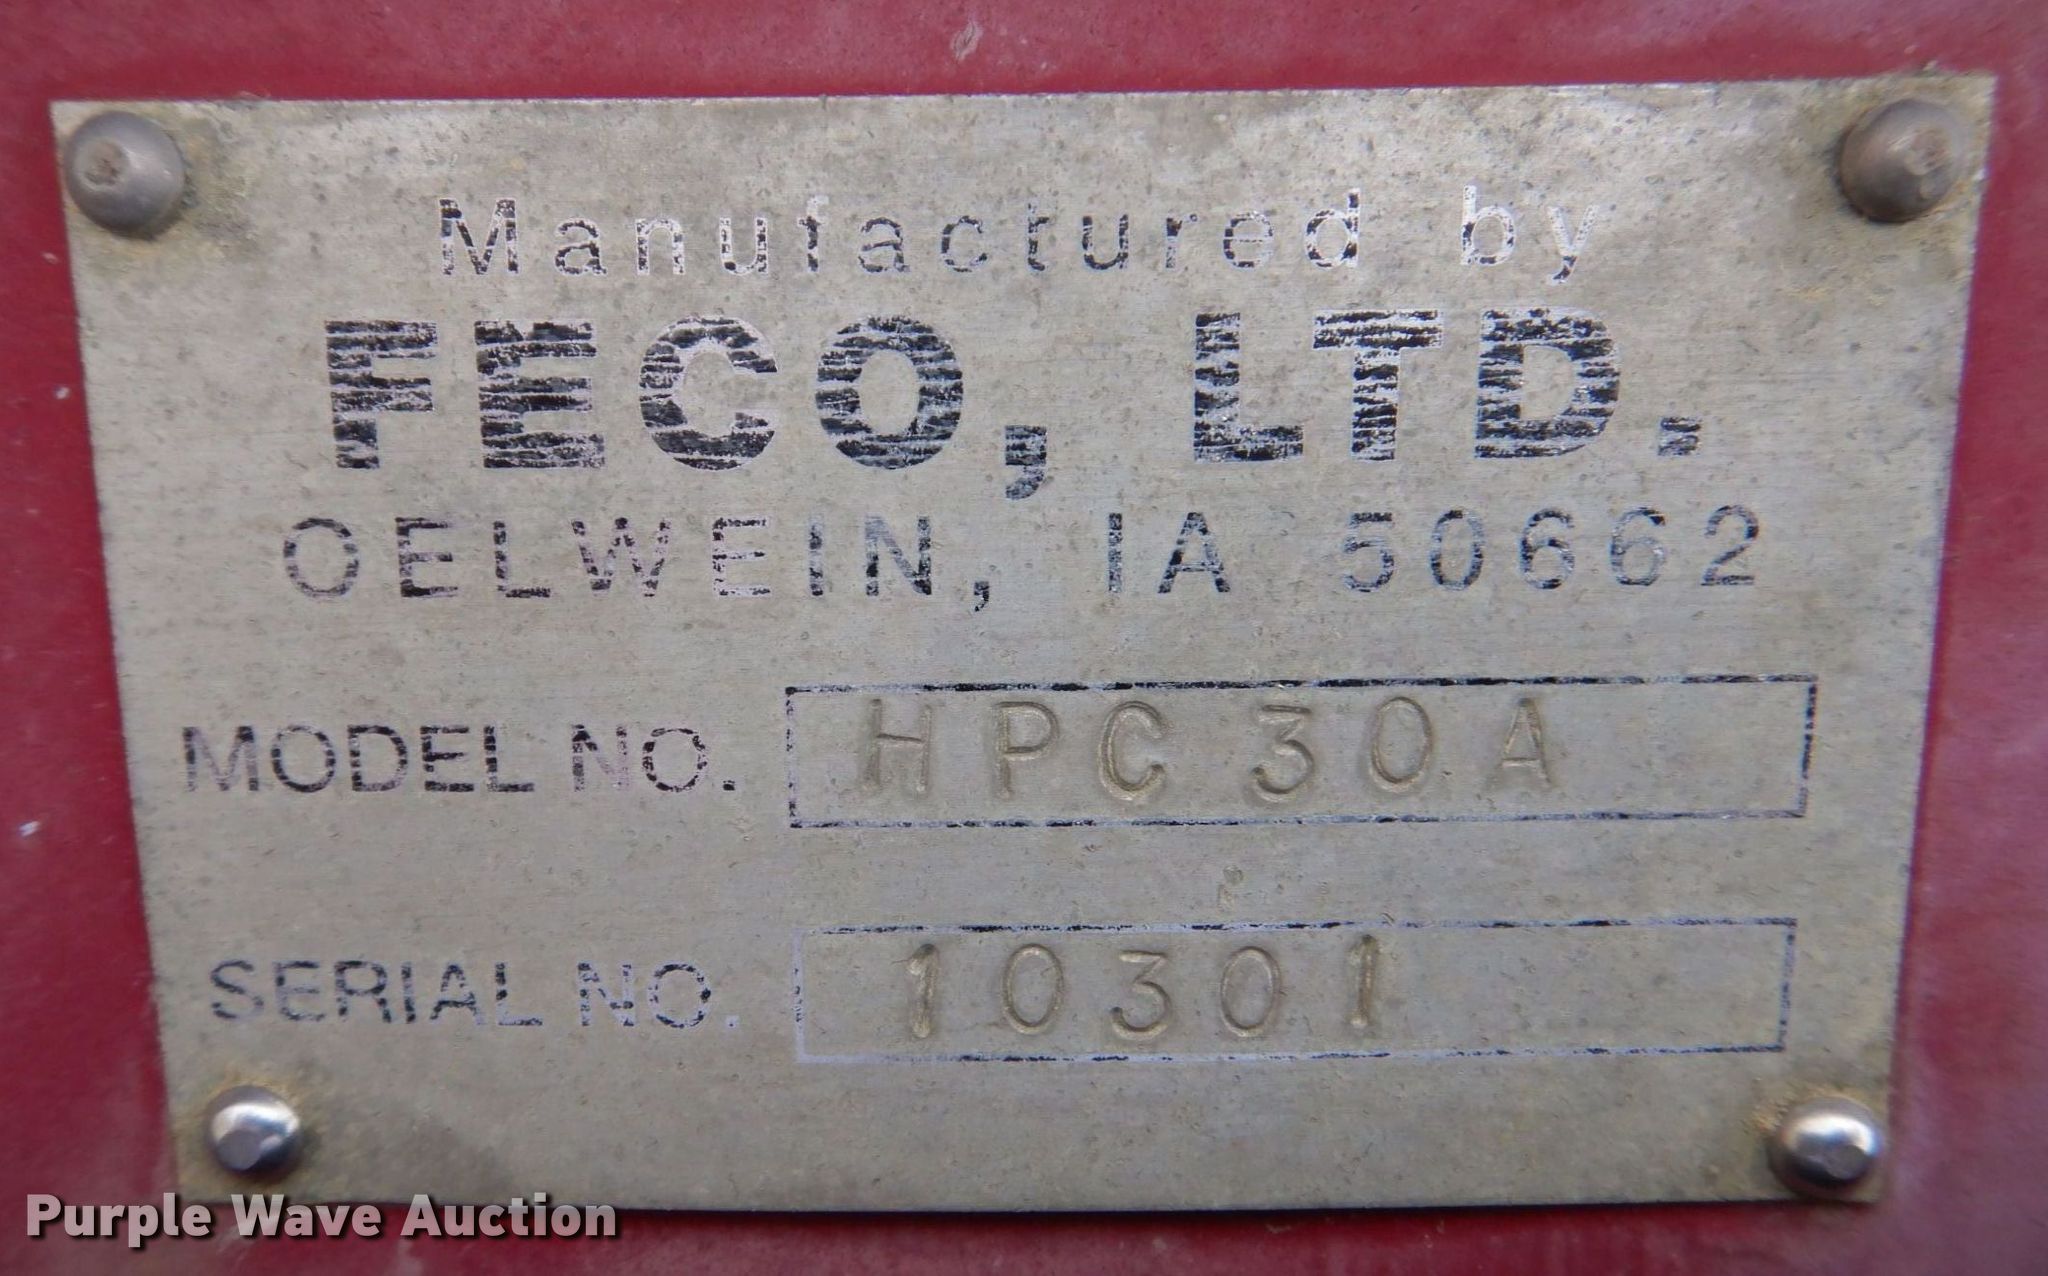 Manufactured by
FECO, LTD.
OELWEIN, IA 50662
MODEL NO. HPC 30A
SERIAL NO. 10301
Purple Wave Auction